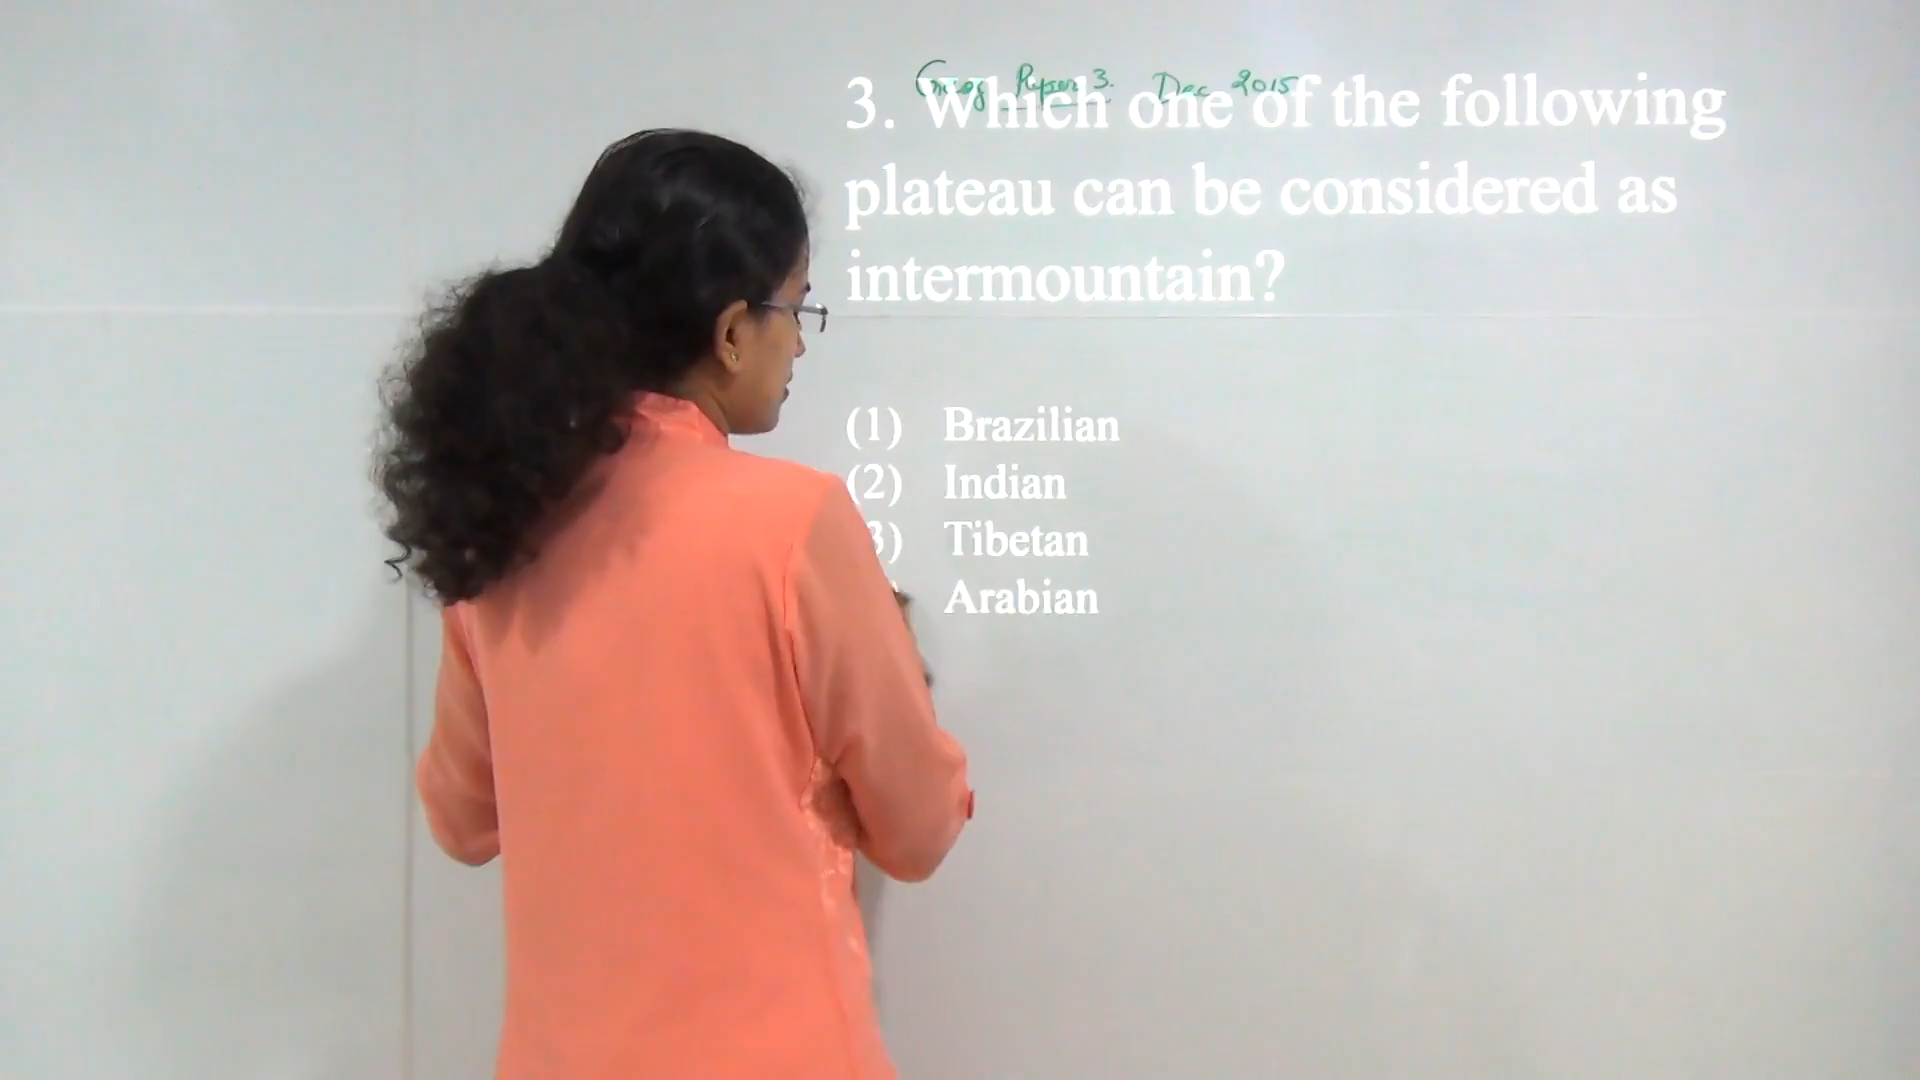 Paper 3. Dec 2015
3. Which one of the following
plateau can be considered as
intermountain?
(1) Brazilian
(2) Indian
3) Tibetan
Arabian